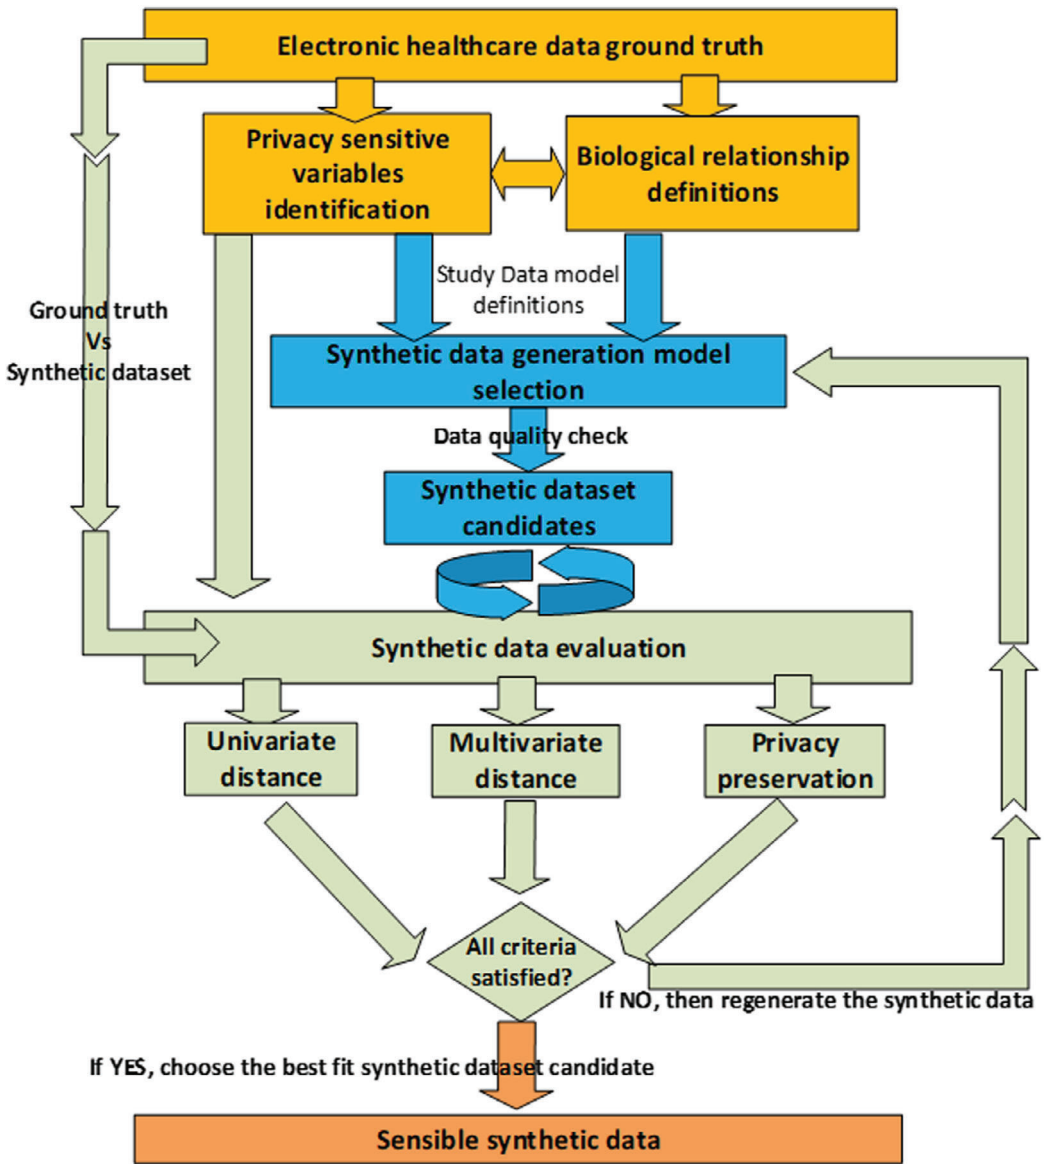 Electronic healthcare data ground truth
Privacy sensitive
variables
identification
Biological relationship
definitions
Study Data model
definitions
Ground truth
Vs
Synthetic dataset
Synthetic data generation model
selection
Data quality check
Synthetic dataset
candidates
Synthetic data evaluation
Univariate
distance
Multivariate
distance
Privacy
preservation
All criteria
satisfied?
If NO, then regenerate the synthetic data
If YES, choose the best fit synthetic dataset candidate
Sensible synthetic data